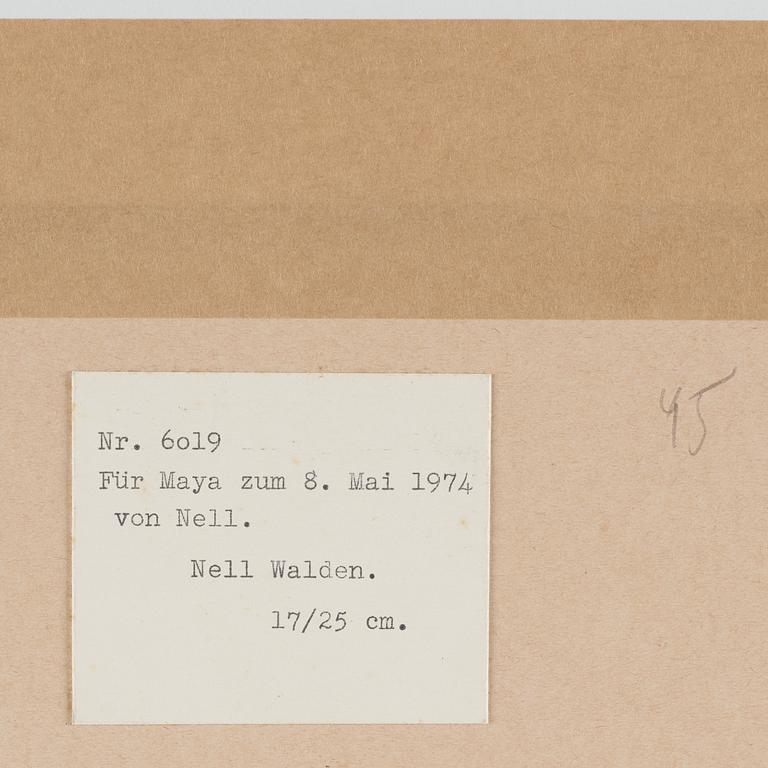 Nr. 6o19
Für Maya zum 8. Mai 1974
von Nell.
Nell Walden.
17/25 cm.
45